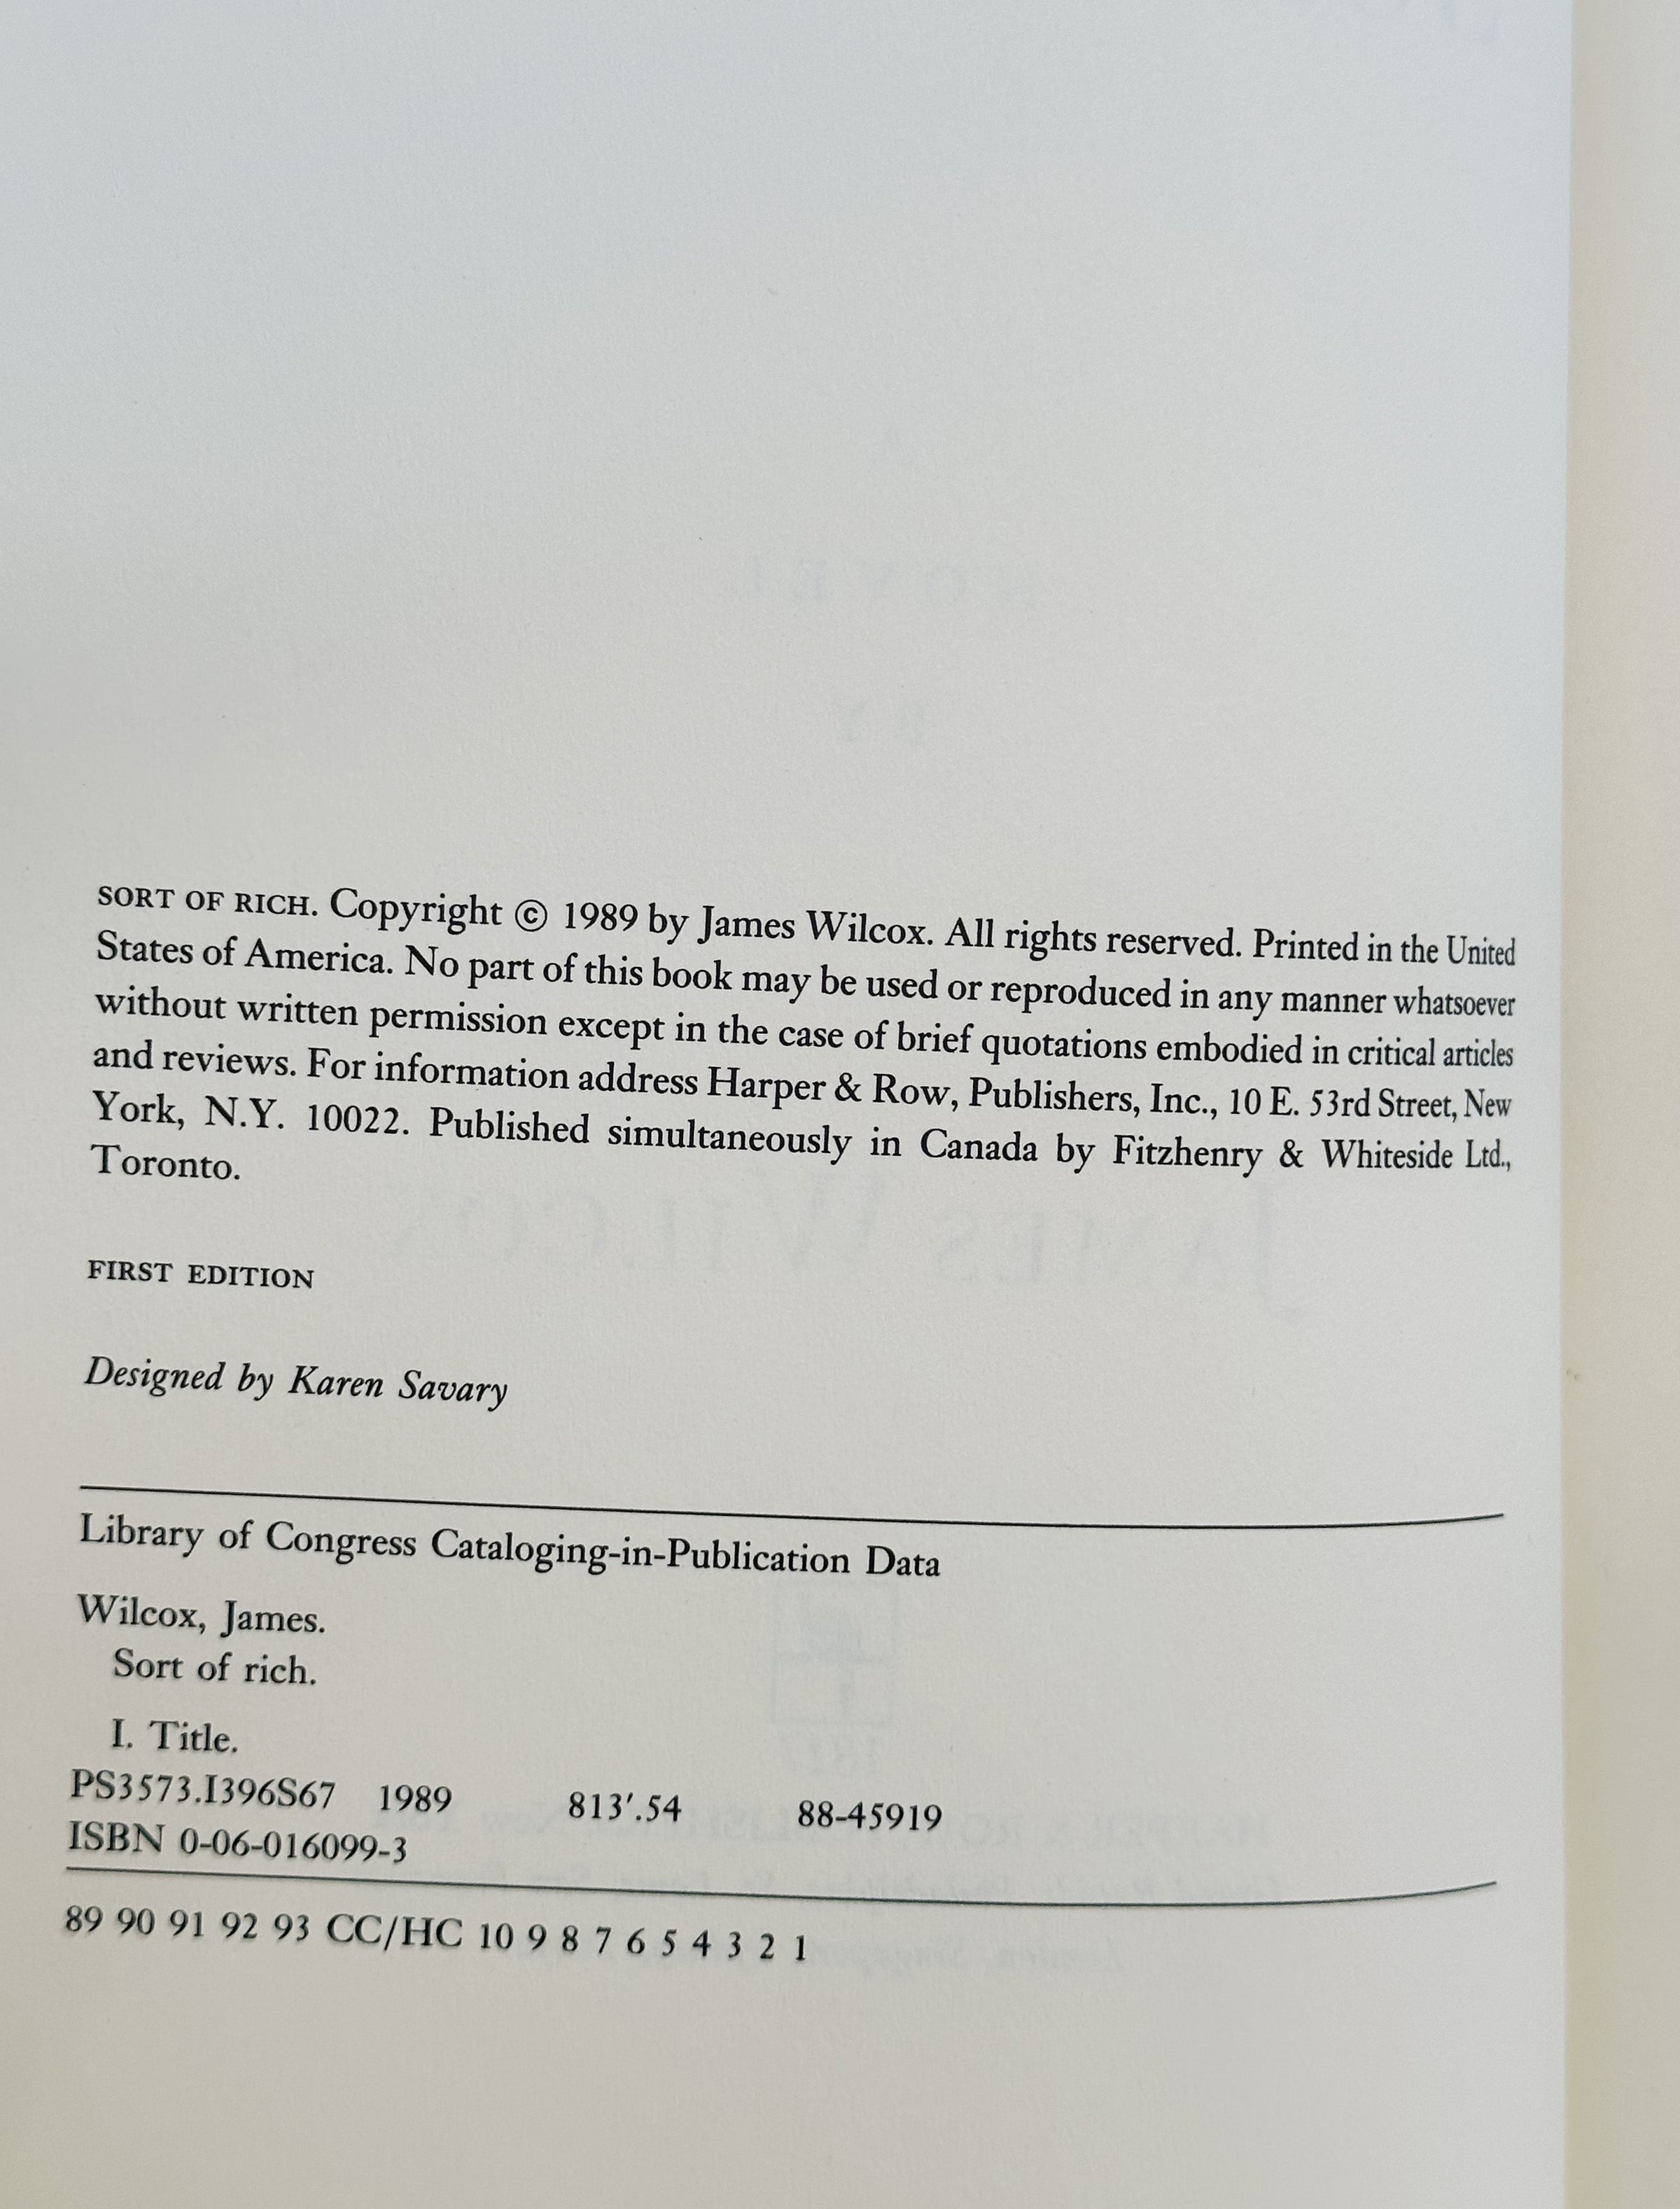 SORT OF RICH. Copyright © 1989 by James Wilcox. All rights reserved. Printed in the United
States of America. No part of this book may be used or reproduced in any manner whatsoever
without written permission except in the case of brief quotations embodied in critical articles
and reviews. For information address Harper & Row, Publishers, Inc., 10 E. 53rd Street, New
York, N.Y. 10022. Published simultaneously in Canada by Fitzhenry & Whiteside Ltd.,
Toronto.
FIRST EDITION
Designed by Karen Savary
Library of Congress Cataloging-in-Publication Data
Wilcox, James.
Sort of rich.
I. Title.
PS3573.I396S67 1989 813′.54 88-45919
ISBN 0-06-016099-3
89 90 91 92 93 CC/HC 10 9 8 7 6 5 4 3 2 1